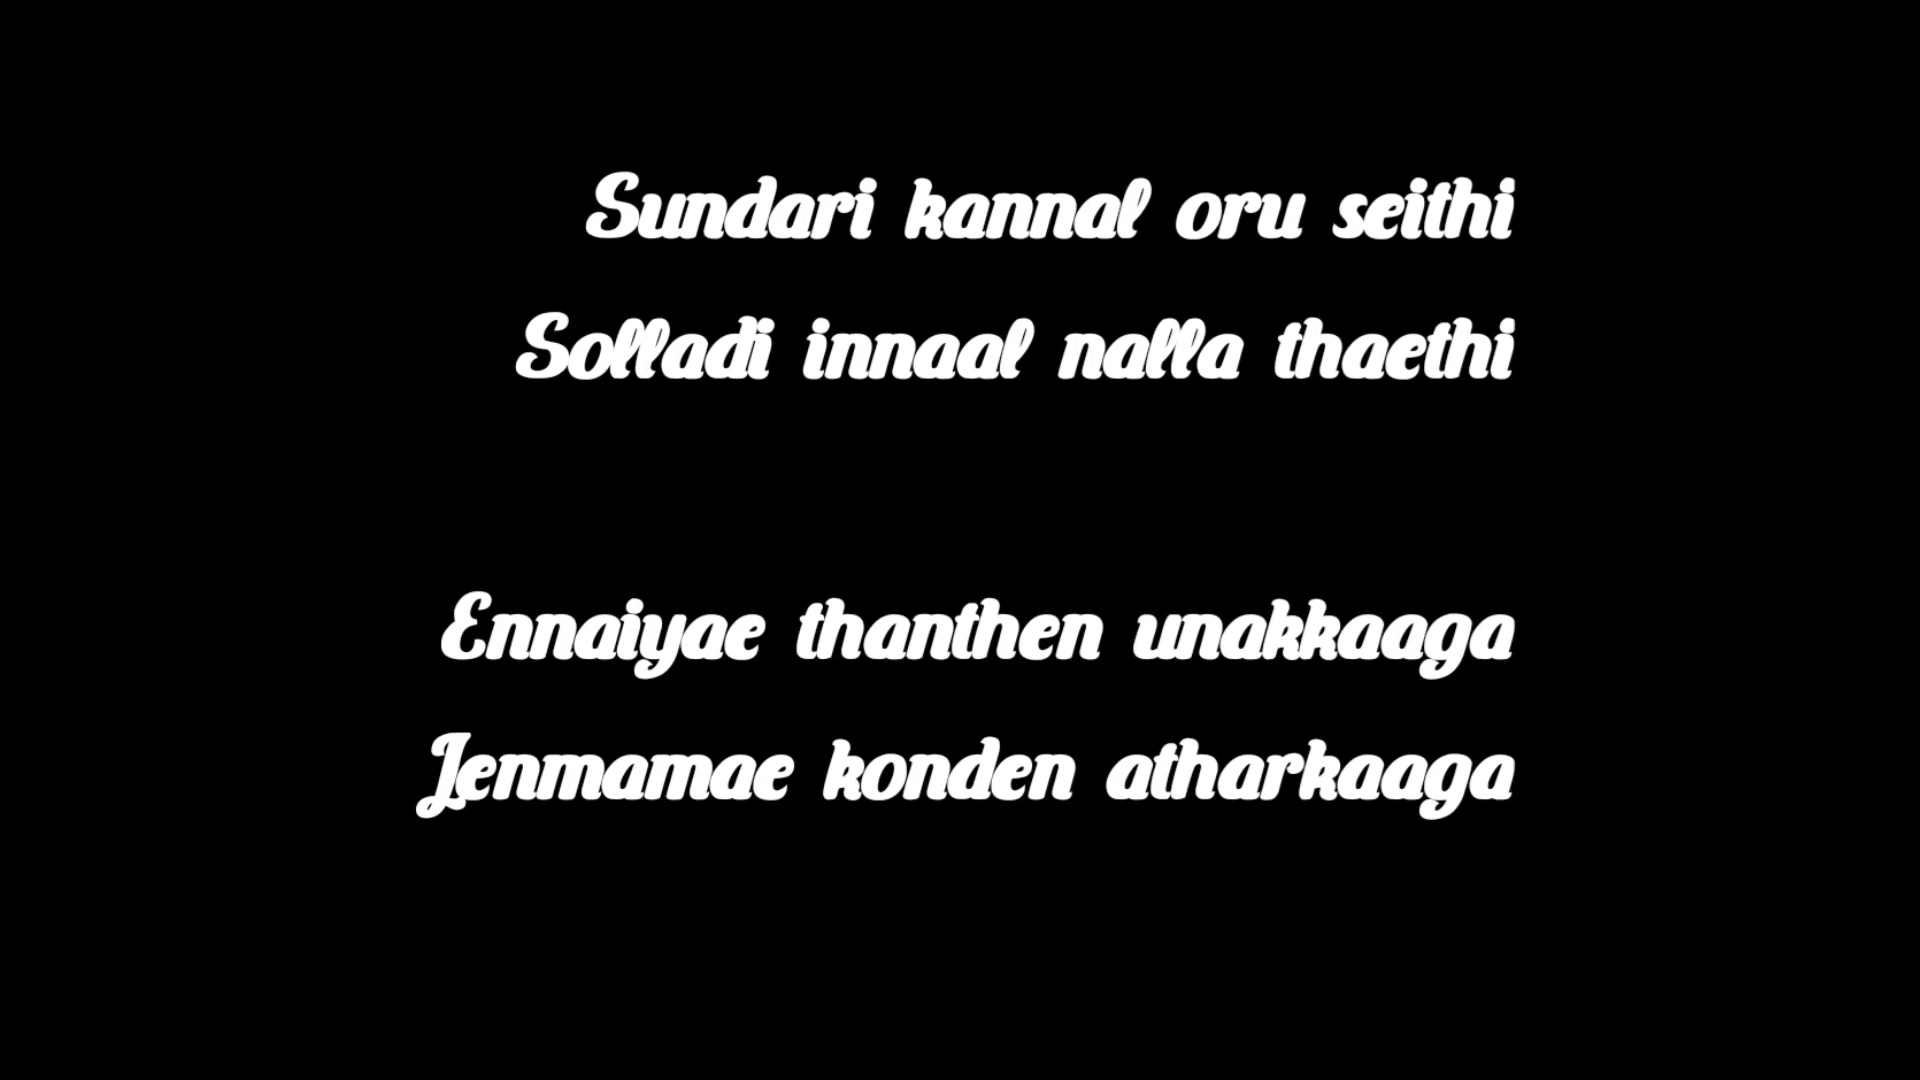 Sundari kannal oru seithi
Solladi innaal nalla thaethi
Ennaiyae thanthen unakkaaga
Jenmamae konden atharkaaga